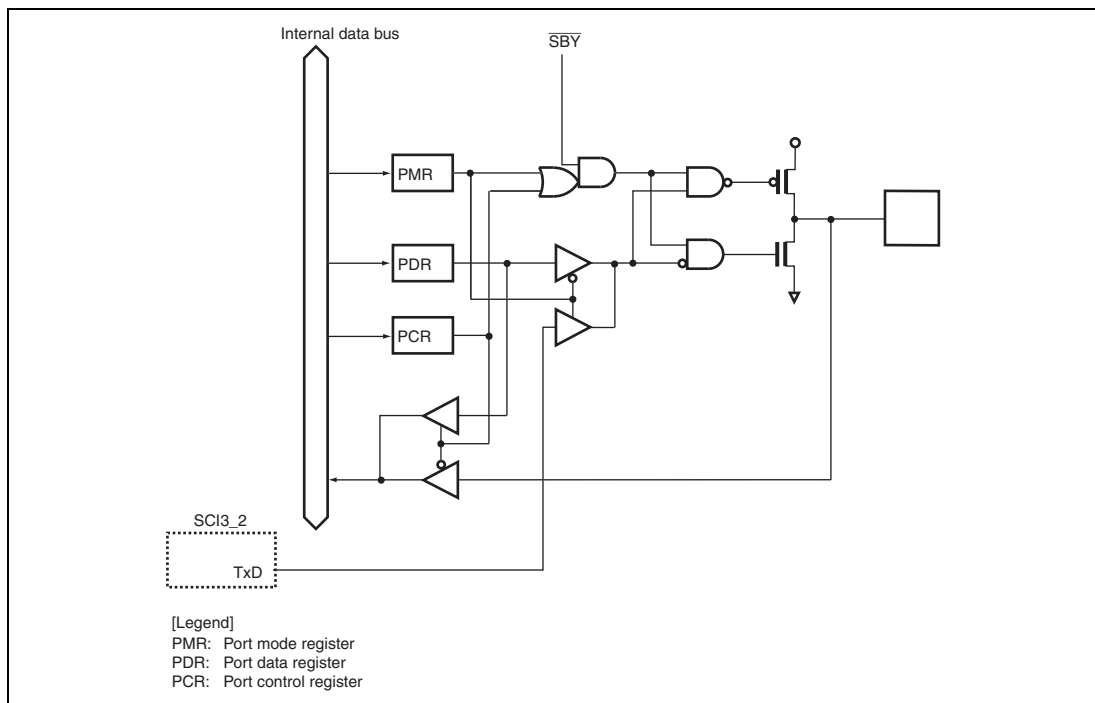 Internal data bus
SBY
PMR
PDR
PCR
SCI3_2
TxD
[Legend]
PMR: Port mode register
PDR: Port data register
PCR: Port control register